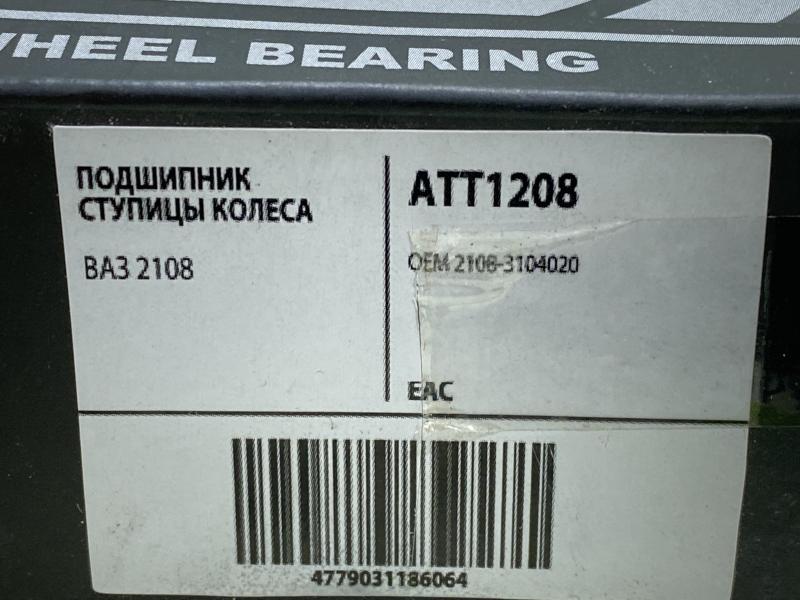 WHEEL BEARING
ПОДШИПНИК
СТУПИЦЫ КОЛЕСА
ВАЗ 2108
ATT1208
OEM 2108-3104020
EAC
4779031186064